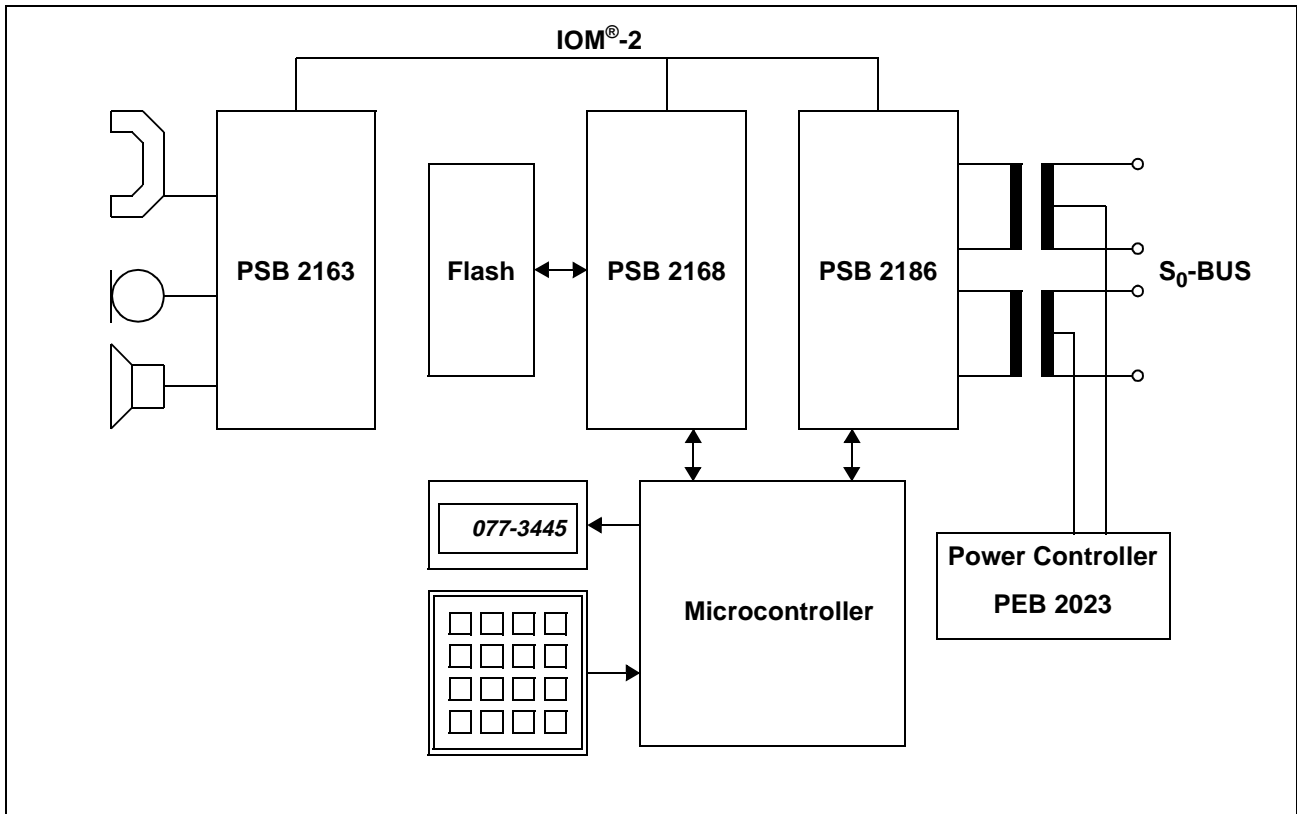 IOM®-2
PSB 2163
Flash
PSB 2168
PSB 2186
S0-BUS
077-3445
Microcontroller
Power Controller
PEB 2023